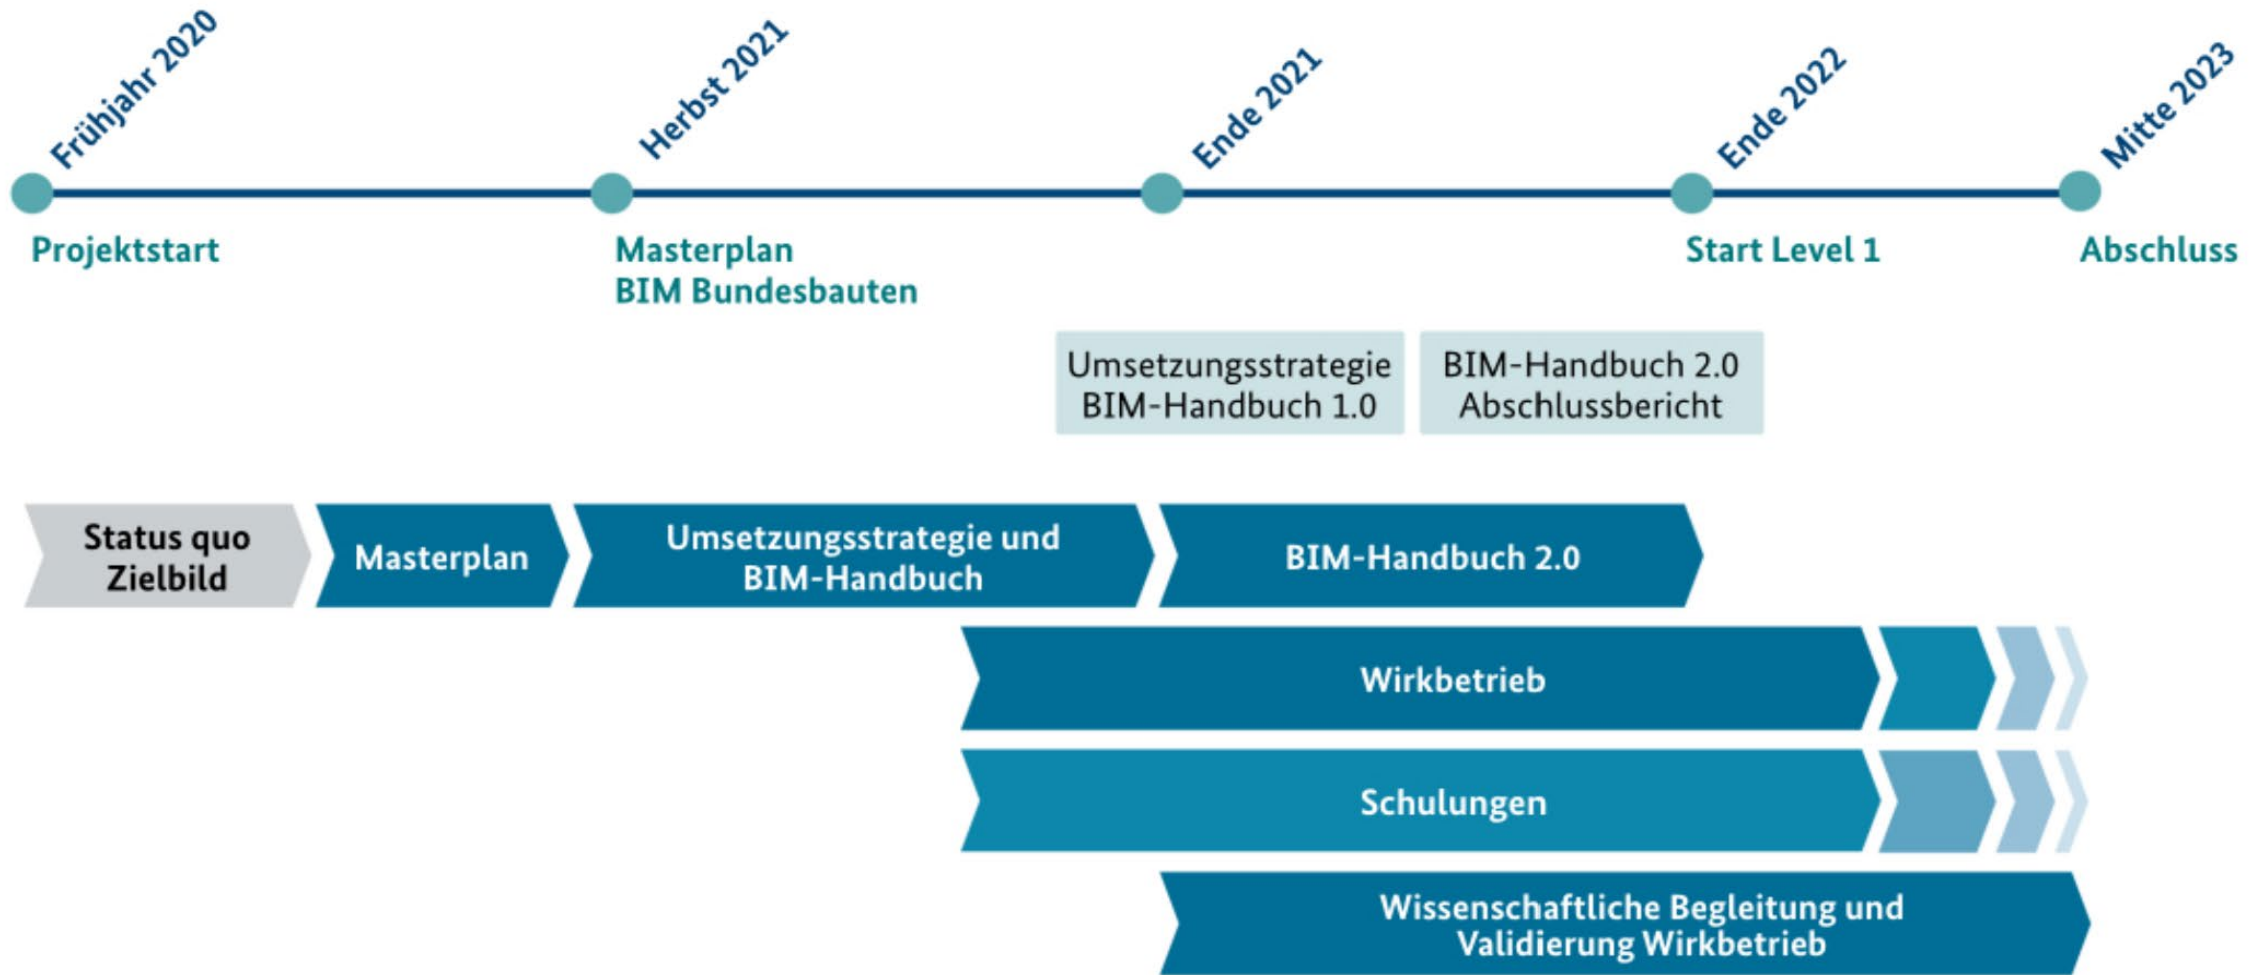 Frühjahr 2020
Herbst 2021
Ende 2021
Ende 2022
Mitte 2023
Projektstart
Masterplan
BIM Bundesbauten
Start Level 1
Abschluss
Umsetzungsstrategie
BIM-Handbuch 1.0
BIM-Handbuch 2.0
Abschlussbericht
Status quo
Zielbild
Masterplan
Umsetzungsstrategie und
BIM-Handbuch
BIM-Handbuch 2.0
Wirkbetrieb
Schulungen
Wissenschaftliche Begleitung und
Validierung Wirkbetrieb